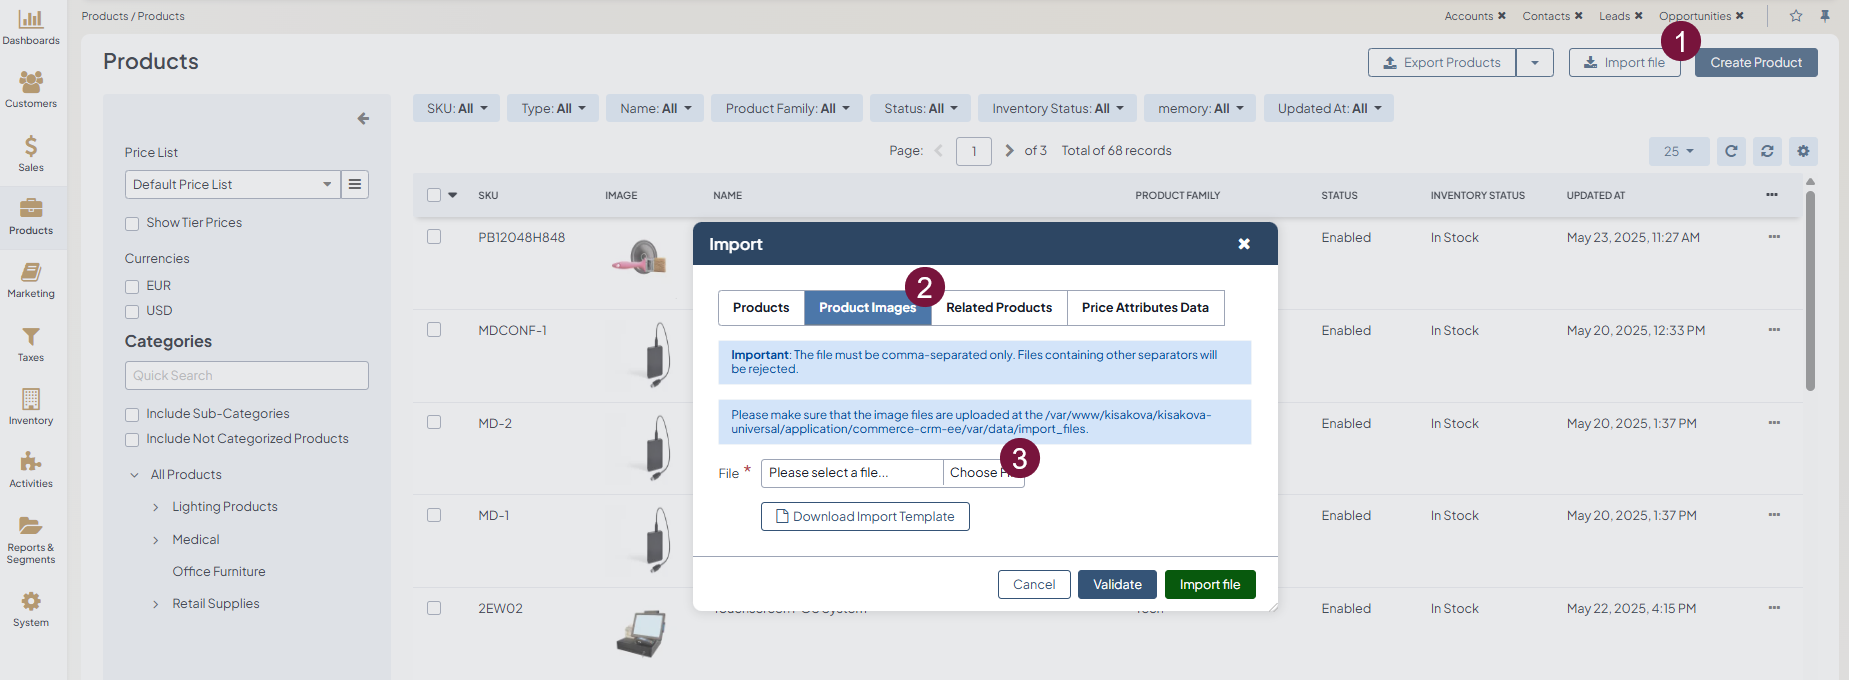 Dashboards
Customers
Sales
Products
Marketing
Taxes
Inventory
Activities
Reports &
Segments
System
Products / Products
Accounts ✖ Contacts ✖ Leads ✖ Opportunities ✖
Products
Export Products
Import file
1
Create Product
Price List
Default Price List
Show Tier Prices
Currencies
EUR
USD
Categories
Quick Search
Include Sub-Categories
Include Not Categorized Products
All Products
Lighting Products
Medical
Office Furniture
Retail Supplies
SKU: All Type: All Name: All Product Family: All Status: All Inventory Status: All memory: All Updated At: All
Page: 1 of 3 Total of 68 records
25
SKU IMAGE NAME PRODUCT FAMILY STATUS INVENTORY STATUS UPDATED AT
PB12048H848 Enabled In Stock May 23, 2025, 11:27 AM
MDCONF-1 Enabled In Stock May 20, 2025, 12:33 PM
MD-2 Enabled In Stock May 20, 2025, 1:37 PM
MD-1 Enabled In Stock May 20, 2025, 1:37 PM
2EW02 Enabled In Stock May 22, 2025, 4:15 PM
Import
2
Products Product Images Related Products Price Attributes Data
Important: The file must be comma-separated only. Files containing other separators will
be rejected.
Please make sure that the image files are uploaded at the /var/www/kisakova/kisakova-
universal/application/commerce-crm-ee/var/data/import_files.
3
File * Please select a file... Choose
Download Import Template
Cancel Validate Import file